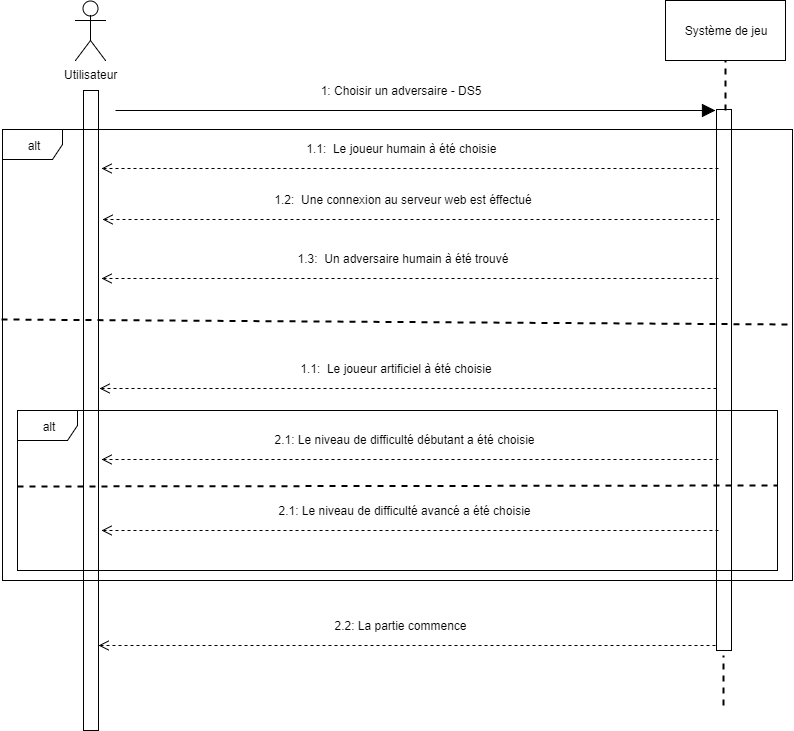 Système de jeu
Utilisateur
1: Choisir un adversaire - DS5
alt
1.1: Le joueur humain à été choisie
1.2: Une connexion au serveur web est éffectué
1.3: Un adversaire humain à été trouvé
1.1: Le joueur artificiel à été choisie
alt
2.1: Le niveau de difficulté débutant a été choisie
2.1: Le niveau de difficulté avancé a été choisie
2.2: La partie commence